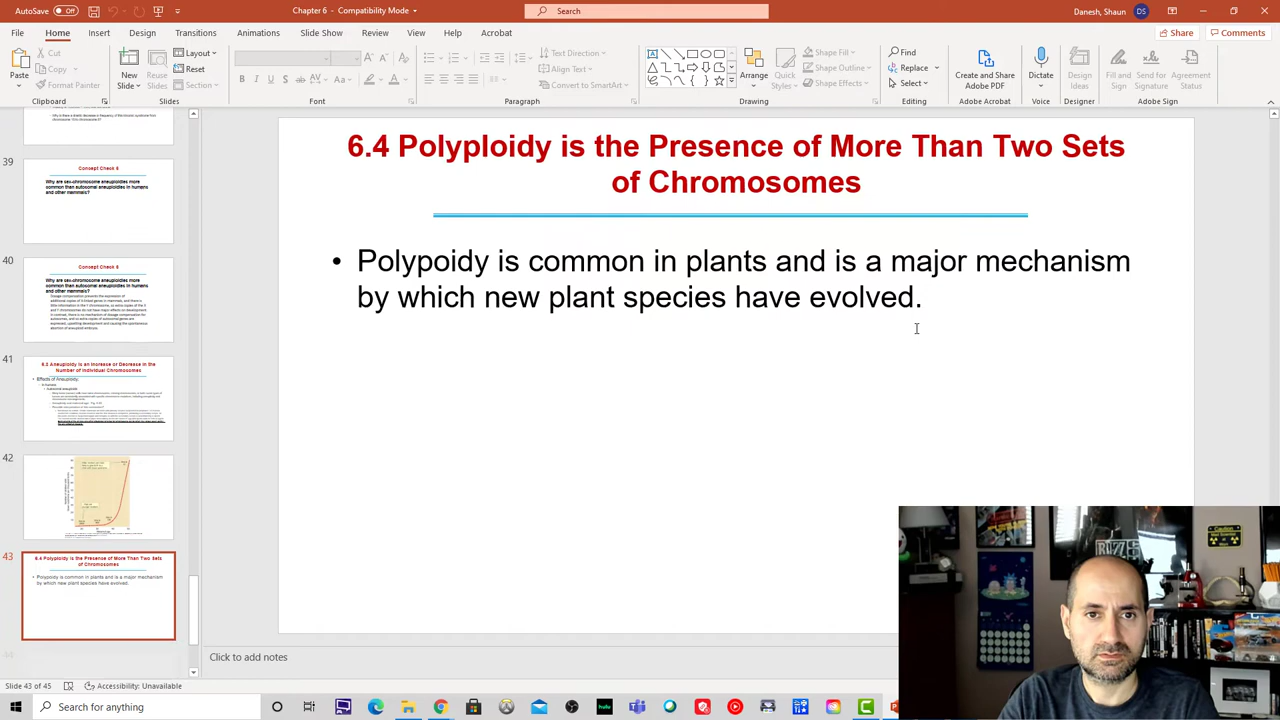 AutoSave Off
Chapter 6 - Compatibility Mode
Search
Danesh, Shaun
DS
File Home Insert Design Transitions Animations Slide Show Review View Help Acrobat
Share
Comments
Paste
Cut
Copy
Format Painter
Clipboard
New
Slide
Reuse
Slides
Layout
Reset
Section
Slides
Font
Text Direction
Align Text
Convert to SmartArt
Paragraph
Arrange
Quick
Styles
Shape Fill
Shape Outline
Shape Effects
Drawing
Find
Replace
Select
Editing
Create and Share
Adobe PDF
Adobe Acrobat
Dictate
Voice
Design
Ideas
Designer
Fill and
Sign
Send for
Signature
Agreement
Status
Adobe Sign
39
Concept Check 6
Why are sex-chromosome aneuploidies more
common than autosomal aneuploidies in humans
and other mammals?
40
Concept Check 6
Why are sex-chromosome aneuploidies more
common than autosomal aneuploidies in humans
and other mammals?
41
6.3 Aneuploidy is an Increase or Decrease in the
Number of Individual Chromosomes
Effects of Aneuploidy
42
43
6.4 Polyploidy is the Presence of More Than Two Sets
of Chromosomes
Polypoidy is common in plants and is a major mechanism
by which new plant species have evolved.
44
6.4 Polyploidy is the Presence of More Than Two Sets
of Chromosomes
• Polypoidy is common in plants and is a major mechanism
by which new plant species have evolved.
Click to add notes
Slide 43 of 45
Accessibility: Unavailable
Search for anything
hulu